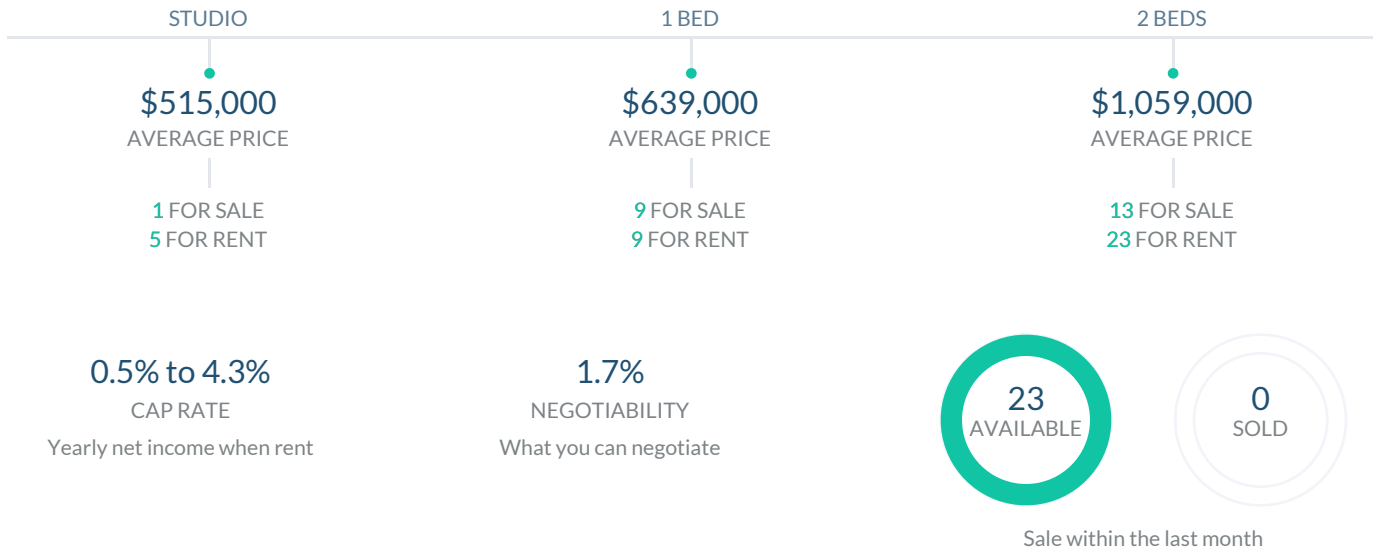 STUDIO
$515,000
AVERAGE PRICE
1 FOR SALE
5 FOR RENT
1 BED
$639,000
AVERAGE PRICE
9 FOR SALE
9 FOR RENT
2 BEDS
$1,059,000
AVERAGE PRICE
13 FOR SALE
23 FOR RENT
0.5% to 4.3%
CAP RATE
Yearly net income when rent
1.7%
NEGOTIABILITY
What you can negotiate
23
AVAILABLE
0
SOLD
Sale within the last month